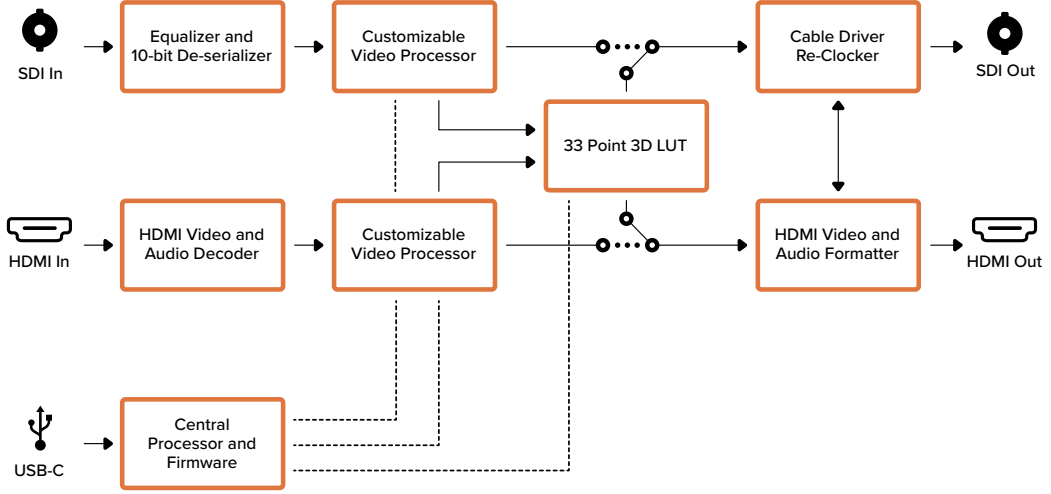 SDI In
Equalizer and
10-bit De-serializer
Customizable
Video Processor
Cable Driver
Re-Clocker
SDI Out
33 Point 3D LUT
HDMI In
HDMI Video and
Audio Decoder
Customizable
Video Processor
HDMI Video and
Audio Formatter
HDMI Out
USB-C
Central
Processor and
Firmware